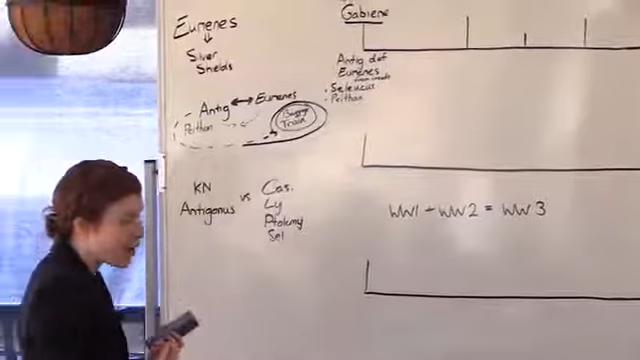 Eumenes
Silver
Shields
- Antig ↔ Eumenes
Peithon
Baggage
Train
KN
Antigonus
vs
Cas.
Ly
Ptolemy
Sel
Gabiene
Antig def
Eumenes
• Seleucus
• Peithon
WW1 + WW2 = WW3